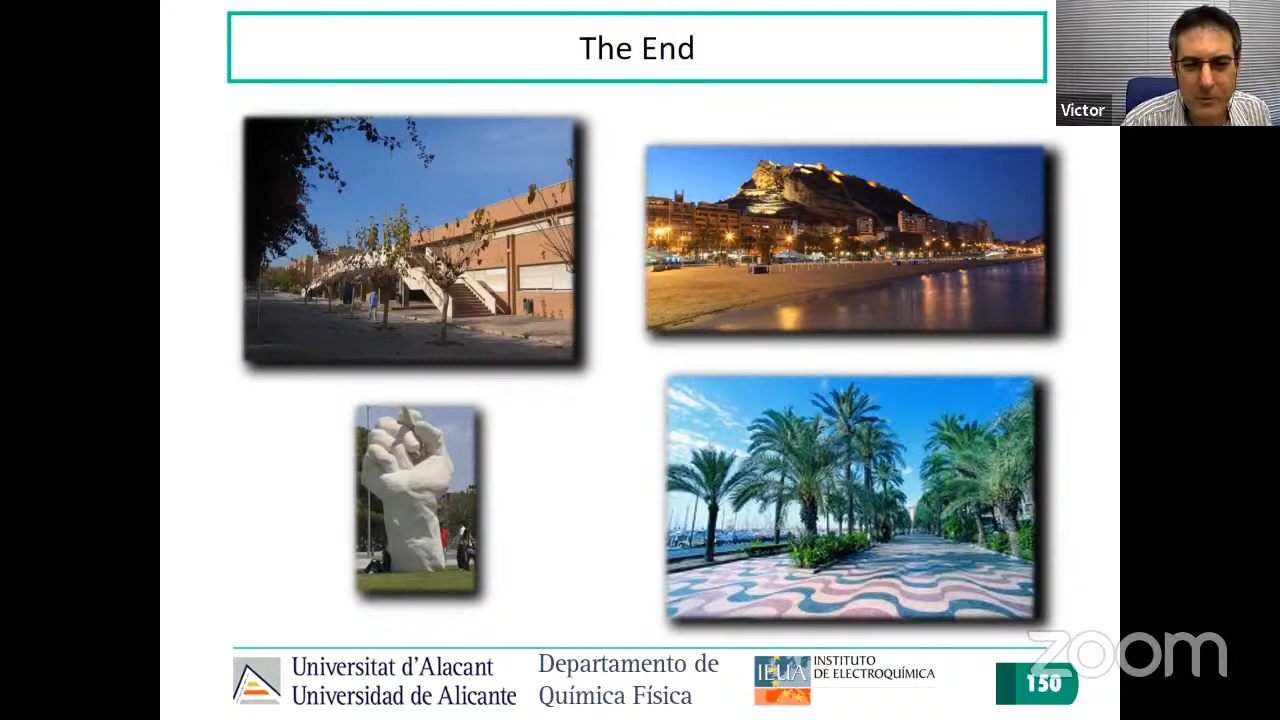 The End
Victor
Universitat d'Alacant
Universidad de Alicante
Departamento de
Química Física
IEUA
INSTITUTO
DE ELECTROQUÍMICA
150
zoom